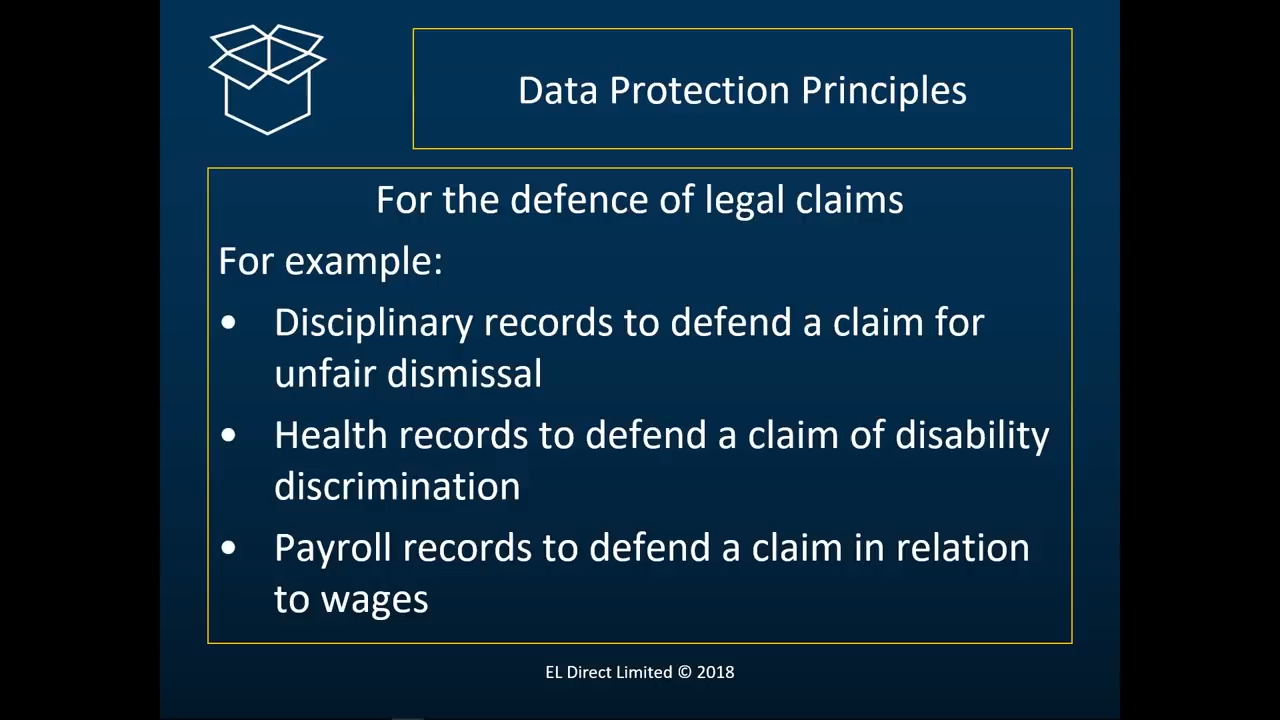 Data Protection Principles
For the defence of legal claims
For example:
• Disciplinary records to defend a claim for
unfair dismissal
• Health records to defend a claim of disability
discrimination
• Payroll records to defend a claim in relation
to wages
EL Direct Limited © 2018